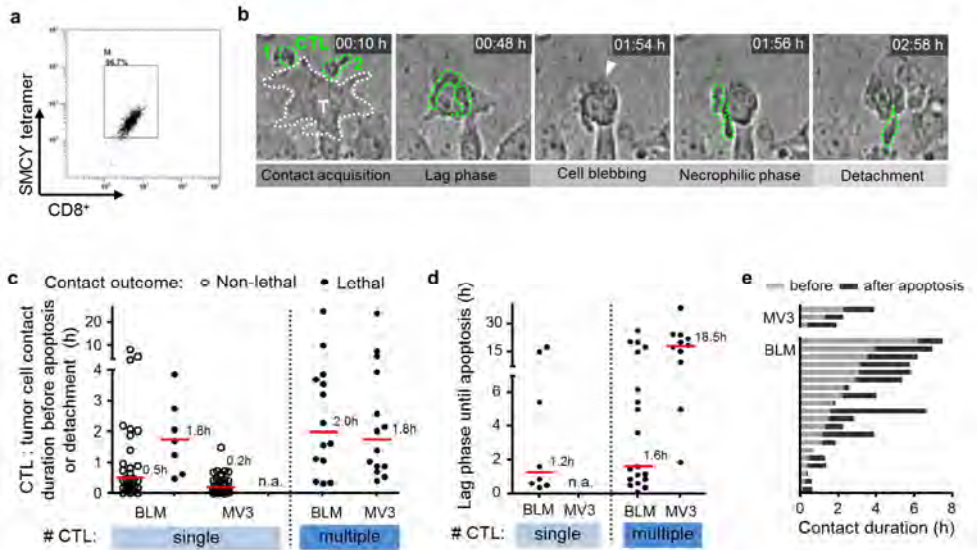 a
M
SMCY tetramer
CD8+
b
1 CTL 2
T
00:10 h
00:48 h
01:54 h
01:56 h
02:58 h
Contact acquisition
Lag phase
Cell blebbing
Necrophilic phase
Detachment
c
Contact outcome: Non-lethal Lethal
CTL : tumor cell contact
duration before apoptosis
or detachment (h)
20
10
4
3
2
1
0
0.5h
1.8h
0.2h
n.a.
2.0h
1.8h
BLM MV3 BLM MV3
# CTL: single multiple
d
Lag phase until apoptosis (h)
30
15
6
4
2
0
1.2h
n.a.
1.6h
18.5h
BLM MV3 BLM MV3
# CTL: single multiple
e
before after apoptosis
MV3
BLM
0 2 4 6 8
Contact duration (h)